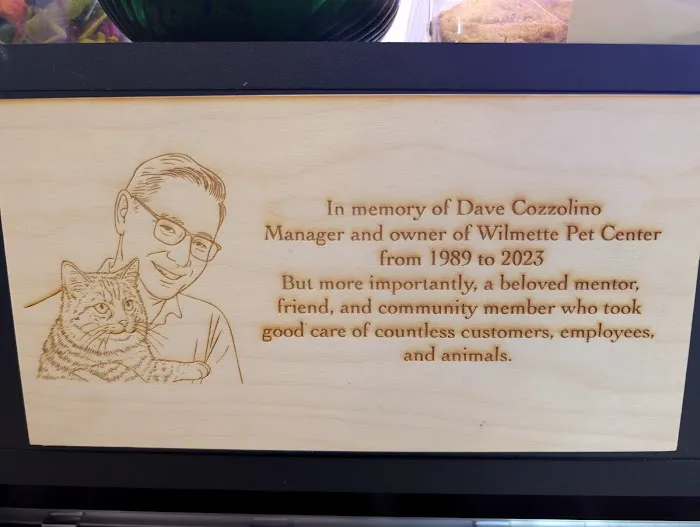 In memory of Dave Cozzolino
Manager and owner of Wilmette Pet Center
from 1989 to 2023
But more importantly, a beloved mentor,
friend, and community member who took
good care of countless customers, employees,
and animals.